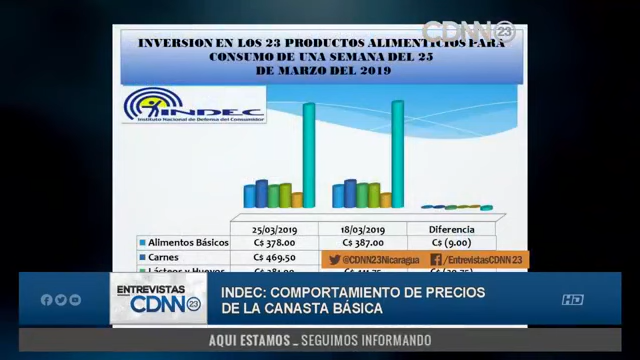 CDNN 23
INVERSION EN LOS 23 PRODUCTOS ALIMENTICIOS PARA
CONSUMO DE UNA SEMANA DEL 25
DE MARZO DEL 2019
INDEC
Instituto Nacional de Defensa del Consumidor
25/03/2019 18/03/2019 Diferencia
Alimentos Básicos C$ 378.00 C$ 387.00 C$ (9.00)
Carnes C$ 469.50
@CDNN23Nicaragua /EntrevistasCDNN 23
Lácteos y Huevos
ENTREVISTAS
CDNN 23
INDEC: COMPORTAMIENTO DE PRECIOS
DE LA CANASTA BÁSICA
HD
AQUI ESTAMOS _ SEGUIMOS INFORMANDO